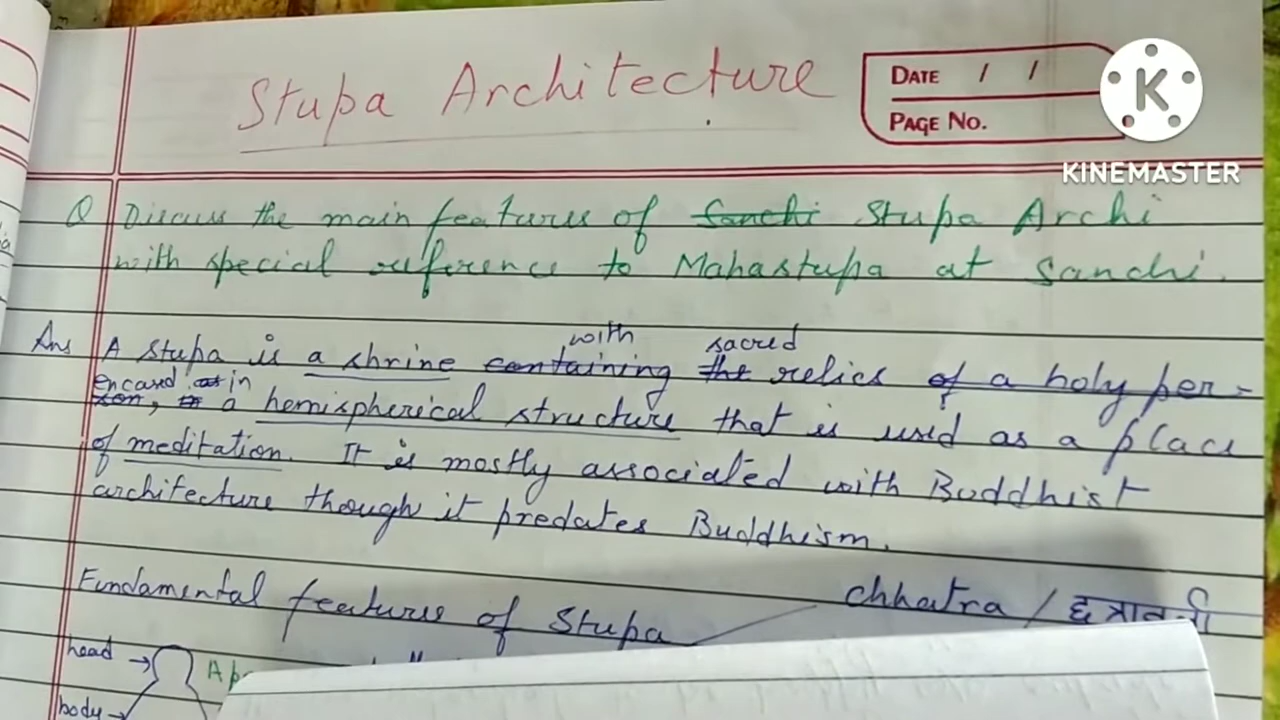 Stupa Architecture
DATE / /
PAGE NO.
K
KINEMASTER
Q Discuss the main features of Sanchi Stupa Archi
with special reference to Mahastupa at Sanchi.
with sacred
Ans A stupa is a shrine containing the relics of a holy per-
encased as in
son, in a hemispherical structure that is used as a place
of meditation. It is mostly associated with Buddhist
architecture though it predates Buddhism.
Fundamental features of Stupa chhatra /
head →
body →